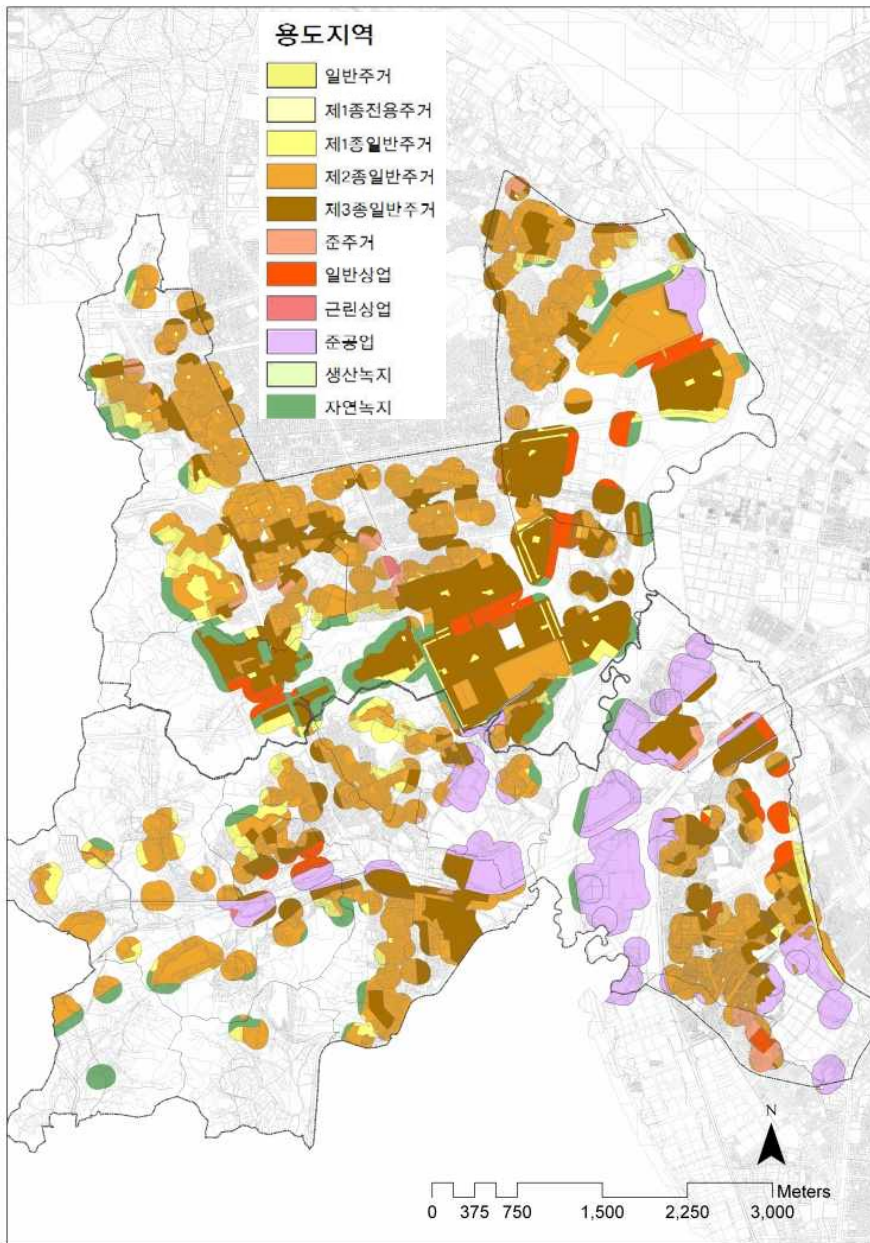 용도지역
일반주거
제1종전용주거
제1종일반주거
제2종일반주거
제3종일반주거
준주거
일반상업
근린상업
준공업
생산녹지
자연녹지
N
Meters
0 375 750 1,500 2,250 3,000